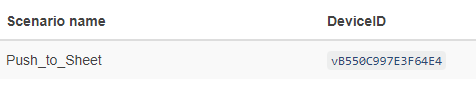 Scenario name DeviceID
Push_to_Sheet vB550C997E3F64E4